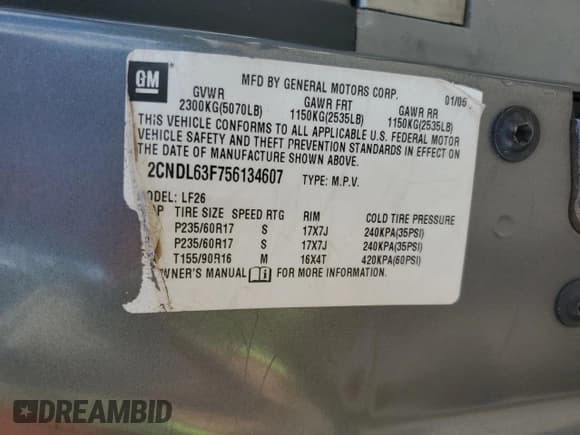 GM
MFD BY GENERAL MOTORS CORP. 01/05
GVWR GAWR FRT GAWR RR
2300KG(5070LB) 1150KG(2535LB) 1150KG(2535LB)
THIS VEHICLE CONFORMS TO ALL APPLICABLE U.S. FEDERAL MOTOR
VEHICLE SAFETY AND THEFT PREVENTION STANDARDS IN EFFECT ON
THE DATE OF MANUFACTURE SHOWN ABOVE.
2CNDL63F756134607 TYPE: M.P.V.
MODEL: LF26
TIRE SIZE SPEED RTG RIM COLD TIRE PRESSURE
P235/60R17 S 17X7J 240KPA(35PSI)
P235/60R17 S 17X7J 240KPA(35PSI)
T155/90R16 M 16X4T 420KPA(60PSI)
WNER'S MANUAL FOR MORE INFORMATION.
DREAMBID